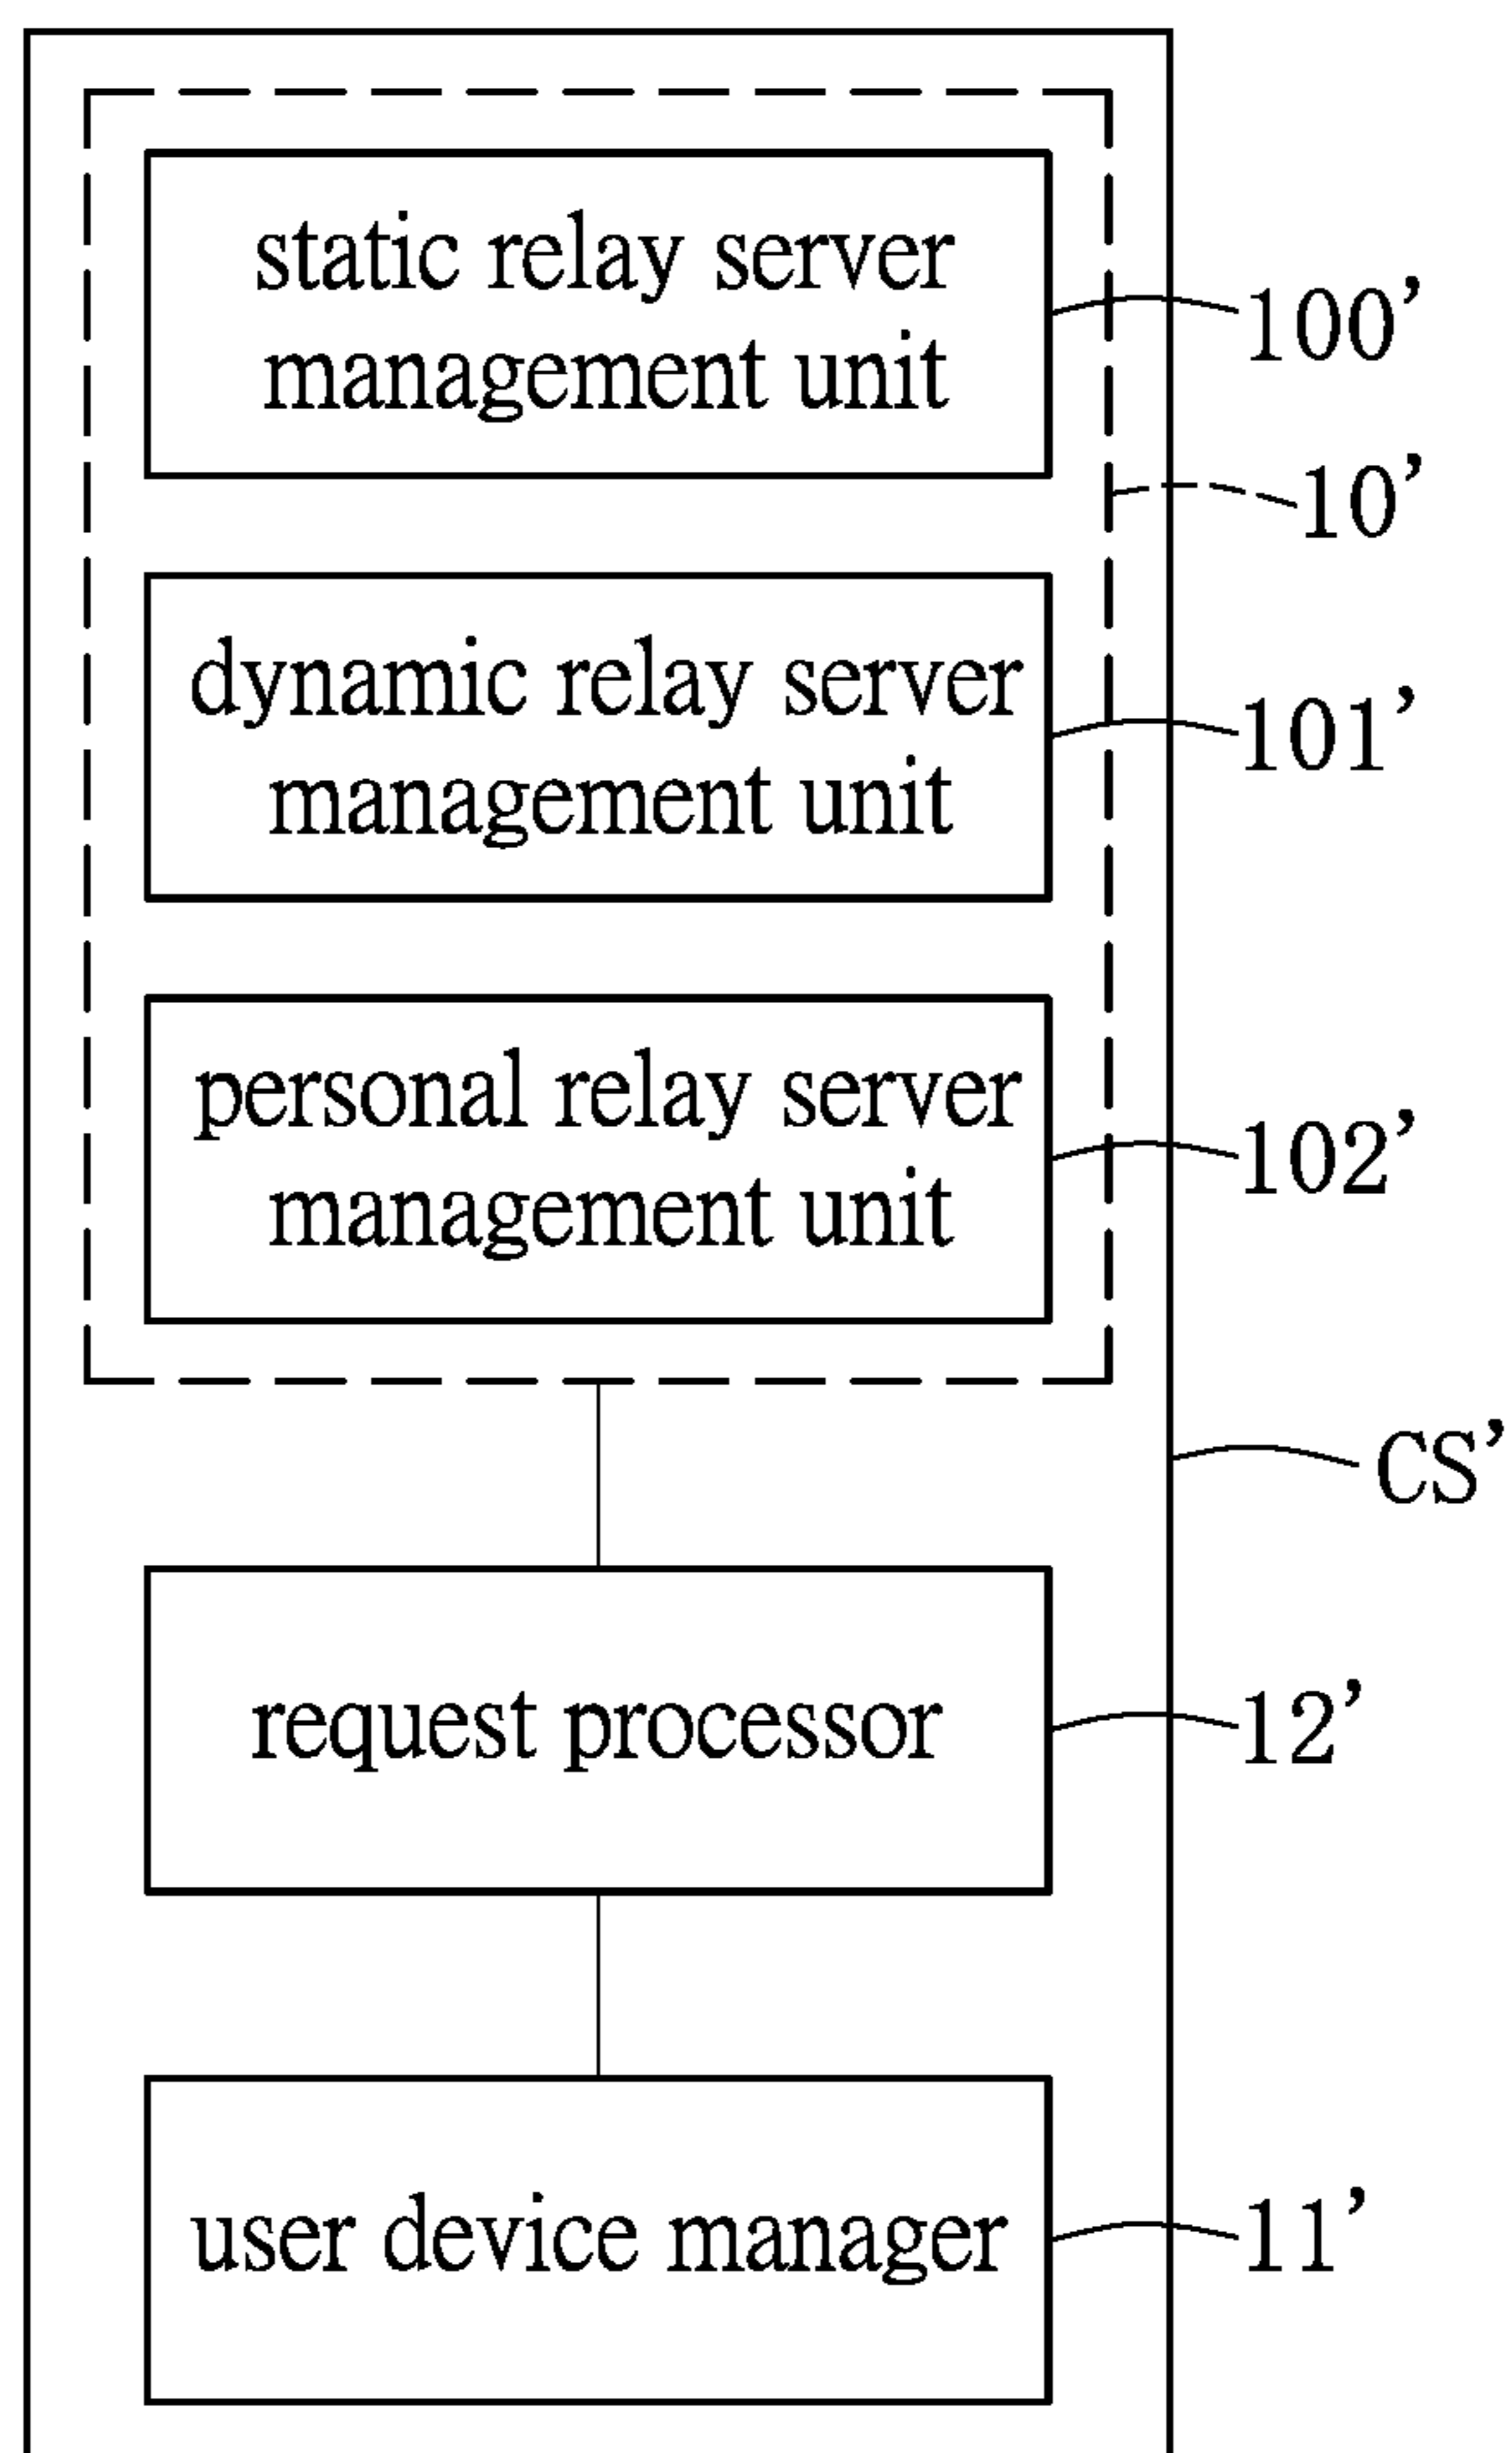 static relay server
management unit
100'
10'
dynamic relay server
management unit
101'
personal relay server
management unit
102'
CS'
request processor
12'
user device manager
11'